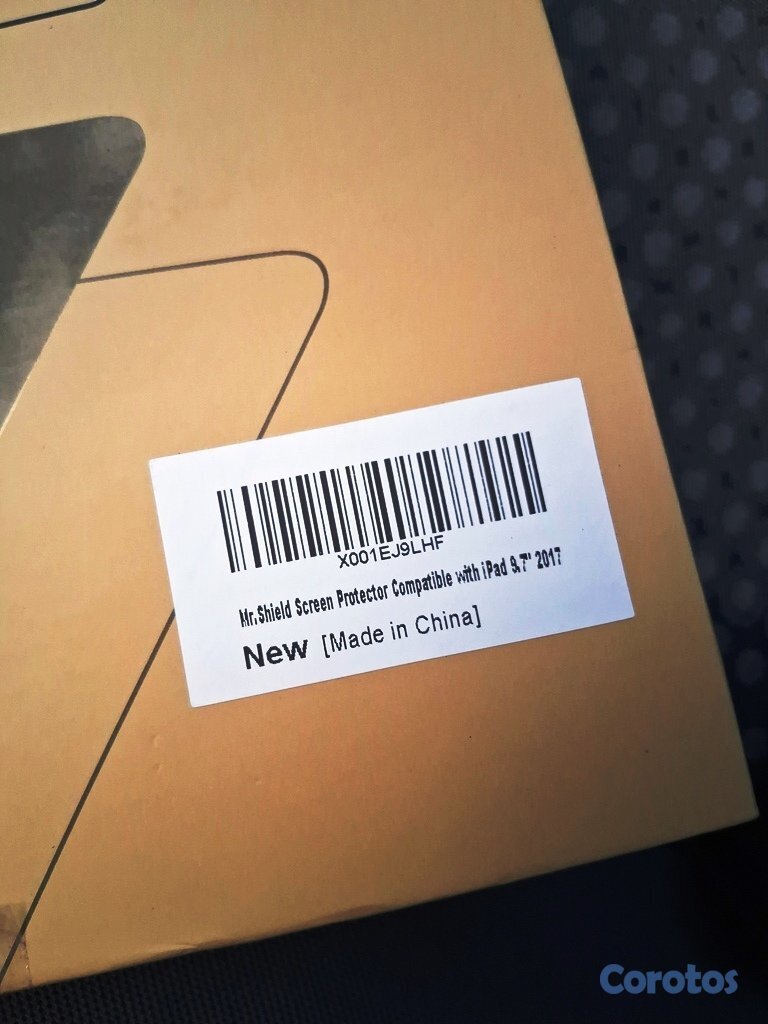 X001EJ9LHF
Mr.Shield Screen Protector Compatible with iPad 9.7" 2017
New [Made in China]
Corotos